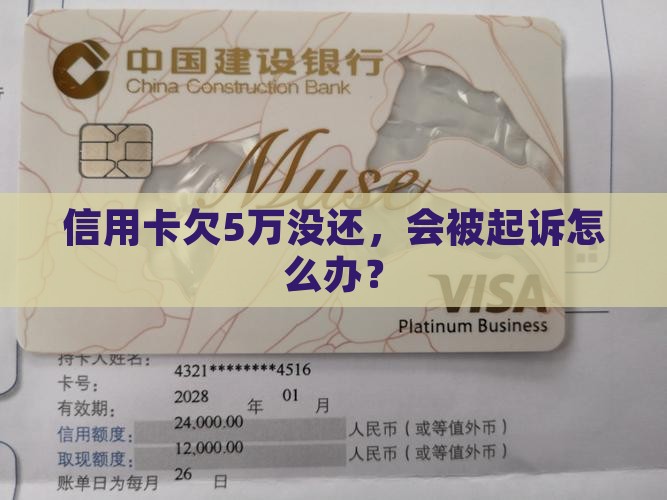 中国建设银行
China Construction Bank
Muse
信用卡欠5万没还，会被起诉怎
么办？
VISA
Platinum Business
持卡人姓名：
卡号： 4321********4516
有效期： 2028 年 01 月
信用额度： 24,000.00 人民币（或等值外币）
取现额度： 12,000.00 人民币（或等值外币）
账单日为每月 26 日